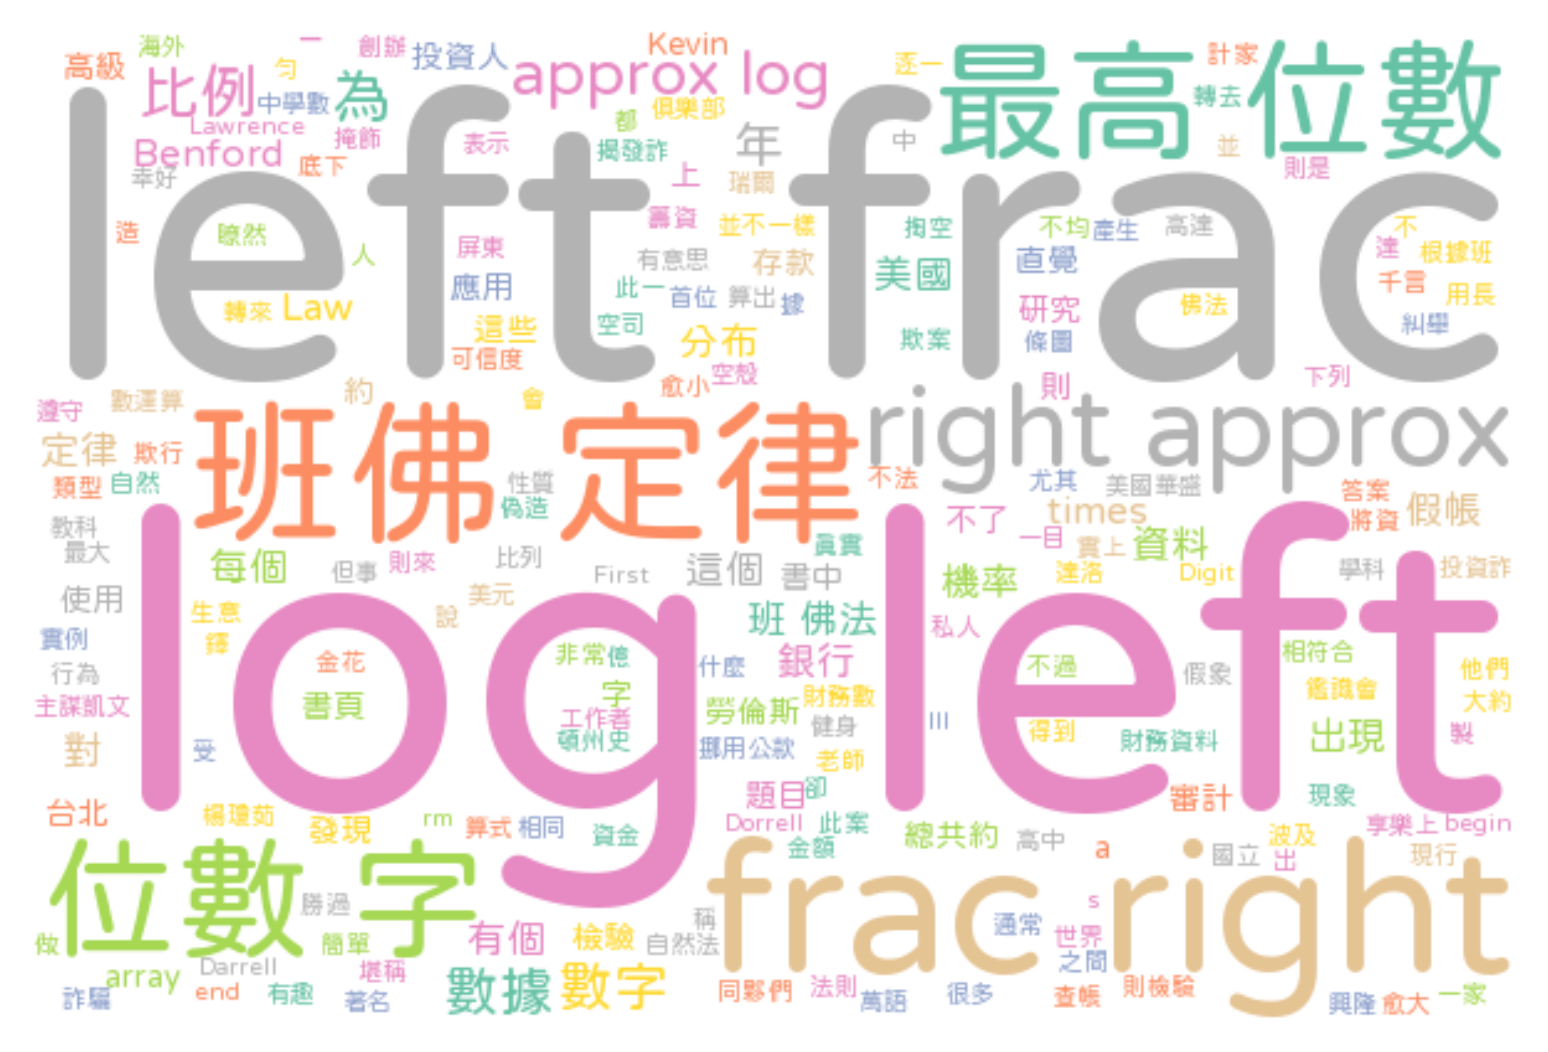 海外 一 創辦 投資人 Kevin 計家
高級 勻 approx log 逐一 最高位數
比例 中學數 為 俱樂部 轉去
Lawrence 掩飾 都 年 中 並
Benford 底下 表示 揭發詐 上 瑞爾 則是
幸好 left frac
造 瞭然 人 屏東 籌資 並不一樣 掏空 不均 產生 高達 達 不 根據班
轉來 Law 應用 有意思 存款 美國 直覺 千言 用長
這些 此一 首位 算出 據 研究 佛法 糾舉
可信度 空司 分布 欺案 條圖
數運算 約 會 愈小 空殼 則 下列
遵守 班佛 定律 right approx
定律 欺行 不法 尤其 美國華盛 答案
類型 自然 性質 偽造 不了 times 將資 假帳
教科 最大 真實 一目 實上 資料
每個 但事 則來 比列 First 這個 書中 機率 達洛 Digit 學科 投資詐
使用 生意 說 美元 班 佛法 私人
實例 鐸 log left
行為 金花 非常 億 什麼 銀行 不過 假象 相符合 他們
主謀凱文 書頁 字 工作者 勞倫斯 財務數 鑑識會 大約
對 受 頓州史 挪用公款 健身 III 得到 財務資料 出現 製
老師
台北 楊瓊茹 題目 卻 審計 現象
發現 rm 算式 相同 資金 Dorrell 此案 總共約 高中 a 波及 享樂上 begin
位數 字 金額 frac right 國立 出 現行
勝過 稱 s
做 簡單 有個 檢驗 自然法 通常 世界
array Darrell 堪稱 數據 數字 之間
詐騙 end 有趣 著名 同夥們 法則 萬語 很多 查帳 則檢驗 興隆 愈大 一家